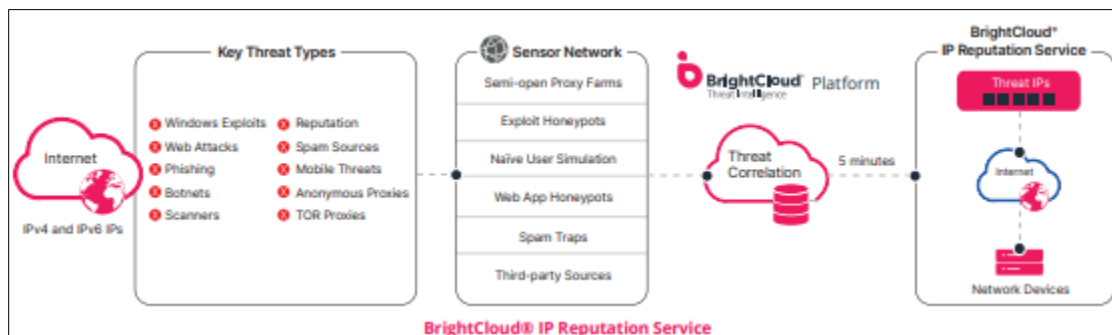 Key Threat Types
Sensor Network
BrightCloud®
IP Reputation Service
Internet
IPv4 and IPv6 IPs
Windows Exploits
Web Attacks
Phishing
Botnets
Scanners
Reputation
Spam Sources
Mobile Threats
Anonymous Proxies
TOR Proxies
Semi-open Proxy Farms
Exploit Honeypots
Naïve User Simulation
Web App Honeypots
Spam Traps
Third-party Sources
BrightCloud® Platform
Threat Intelligence
Threat
Correlation
5 minutes
Threat IPs
Internet
Network Devices
BrightCloud® IP Reputation Service